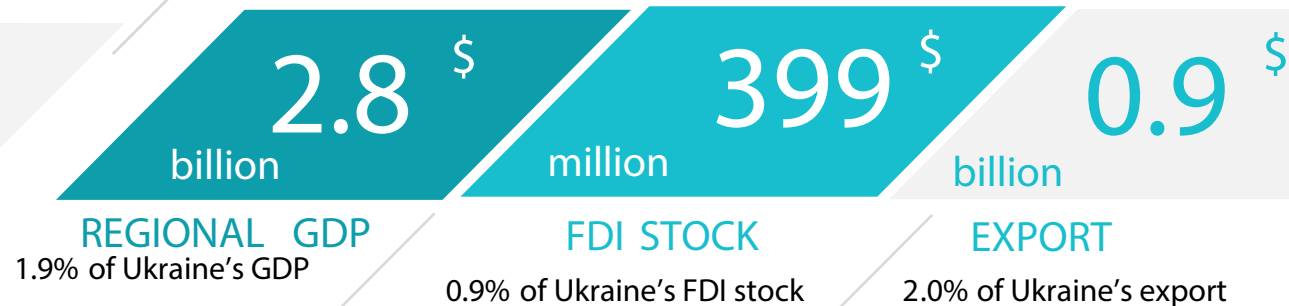 2.8 $
billion
REGIONAL GDP
1.9% of Ukraine's GDP
399 $
million
FDI STOCK
0.9% of Ukraine's FDI stock
0.9 $
billion
EXPORT
2.0% of Ukraine's export